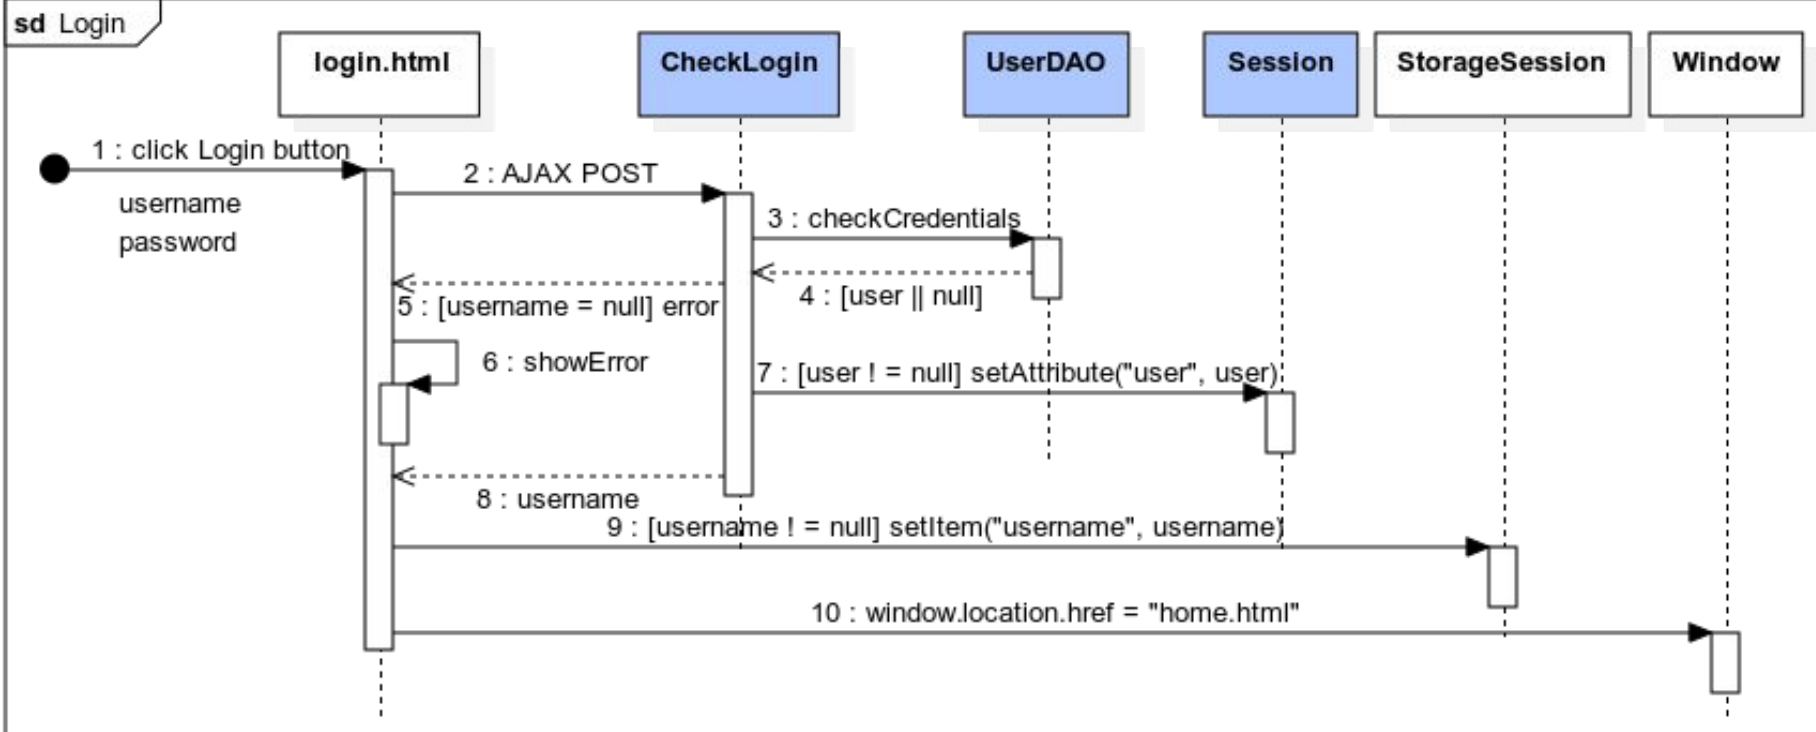 sd Login
login.html
CheckLogin
UserDAO
Session
StorageSession
Window
1 : click Login button
username
password
2 : AJAX POST
3 : checkCredentials
4 : [user || null]
5 : [username = null] error
6 : showError
7 : [user ! = null] setAttribute("user", user)
8 : username
9 : [username ! = null] setItem("username", username)
10 : window.location.href = "home.html"